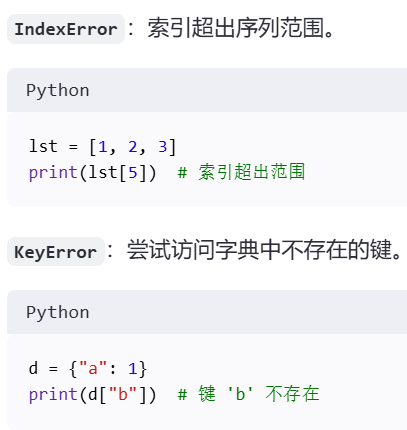 IndexError：索引超出序列范围。
Python
lst = [1, 2, 3]
print(lst[5])  # 索引超出范围
KeyError：尝试访问字典中不存在的键。
Python
d = {"a": 1}
print(d["b"])  # 键 'b' 不存在